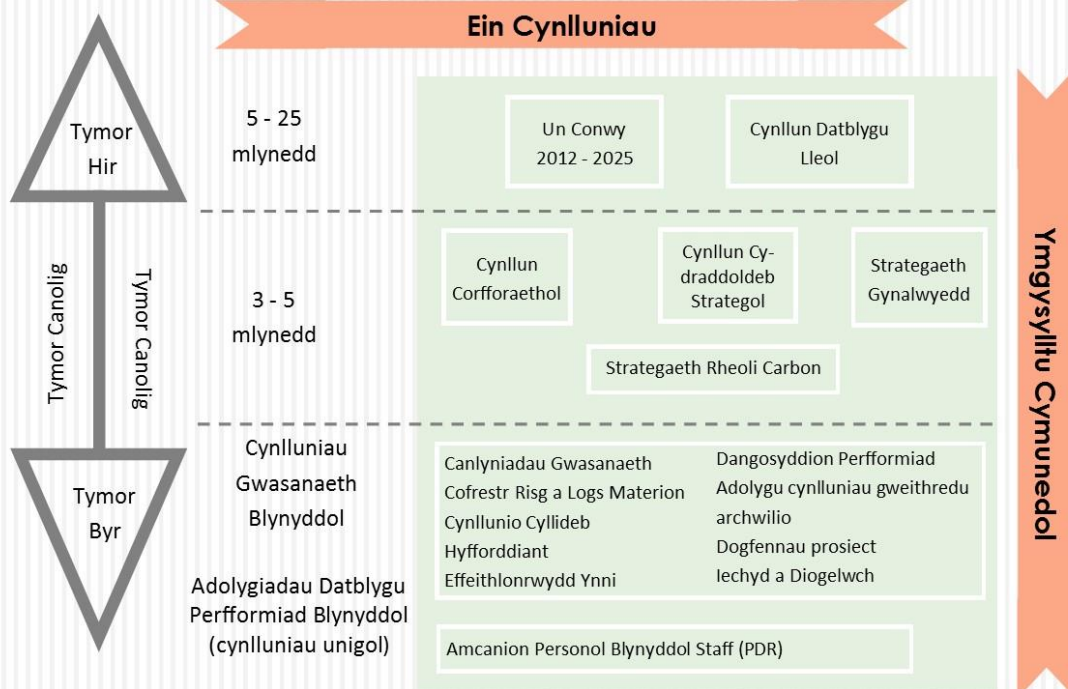 Ein Cynlluniau
Tymor
Hir
5 - 25
mlynedd
Un Conwy
2012 - 2025
Cynllun Datblygu
Lleol
Tymor Canolig
Tymor Canolig
3 - 5
mlynedd
Cynllun
Corfforaethol
Cynllun Cy-
draddoldeb
Strategol
Strategaeth
Gynalwyedd
Strategaeth Rheoli Carbon
Tymor
Byr
Cynlluniau
Gwasanaeth
Blynyddol
Canlyniadau Gwasanaeth
Cofrestr Risg a Logs Materion
Cynllunio Cyllideb
Hyfforddiant
Effeithlonrwydd Ynni
Dangosyddion Perfformiad
Adolygu cynlluniau gweithredu
archwilio
Dogfennau prosiect
Iechyd a Diogelwch
Adolygiadau Datblygu
Perfformiad Blynyddol
(cynlluniau unigol)
Amcanion Personol Blynyddol Staff (PDR)
Ymgysylltu Cymunedol